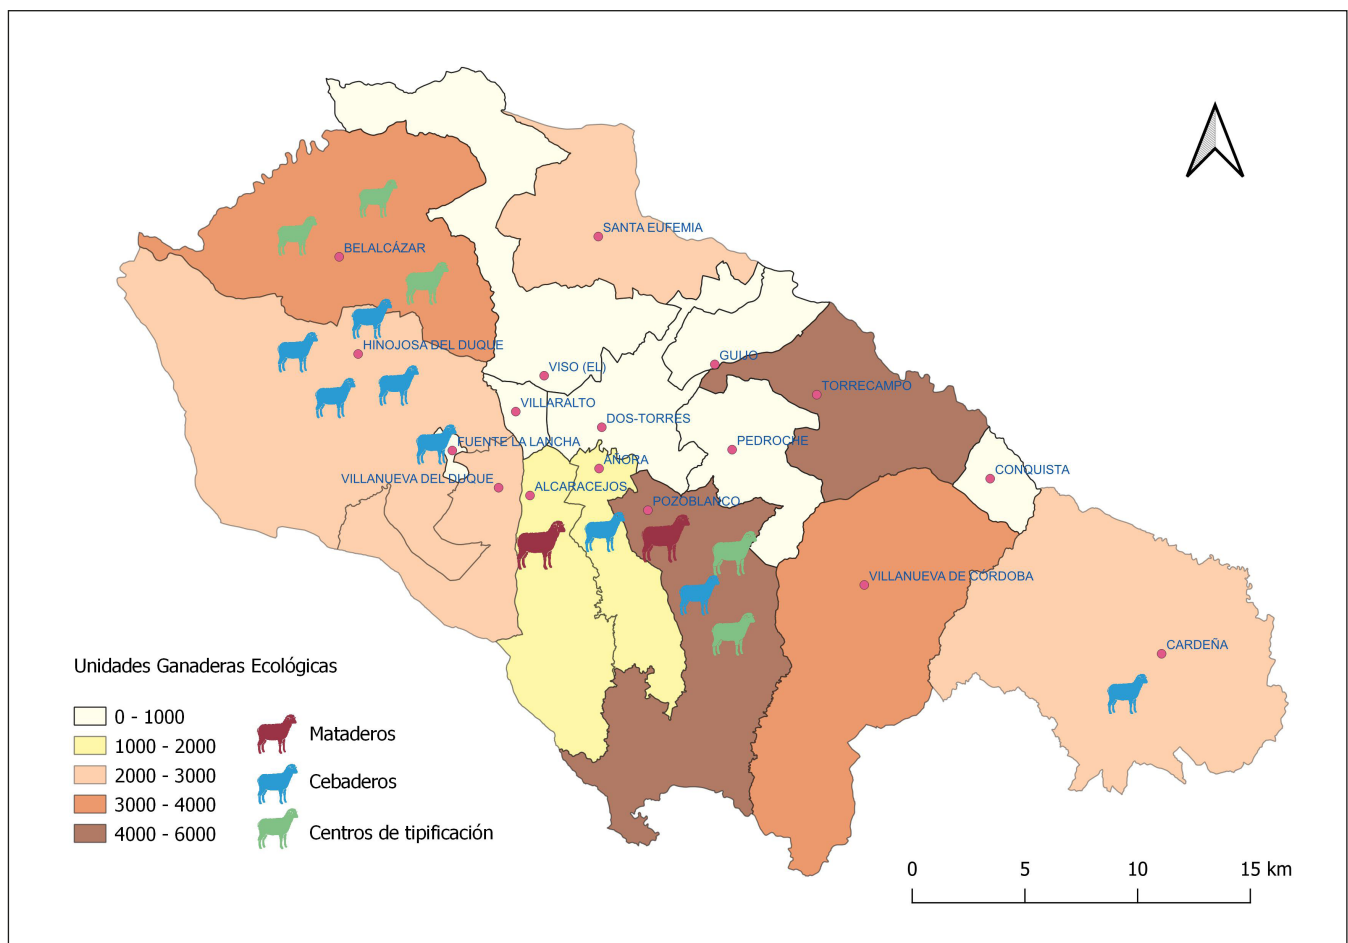 SANTA EUFEMIA
BELALCÁZAR
HINOJOSA DEL DUQUE
GUIJO
VISO (EL)
TORRECAMPO
VILLARALTO
DOS-TORRES
FUENTE LA LANCHA
PEDROCHE
AÑORA
CONQUISTA
VILLANUEVA DEL DUQUE
ALCARACEJOS
POZOBLANCO
VILLANUEVA DE CÓRDOBA
CARDEÑA
Unidades Ganaderas Ecológicas
0 - 1000
1000 - 2000
2000 - 3000
3000 - 4000
4000 - 6000
Mataderos
Cebaderos
Centros de tipificación
0 5 10 15 km